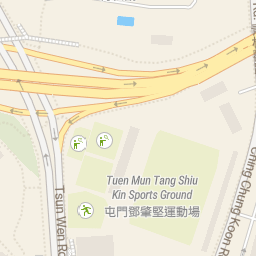 Tuen Mun Tang Shiu
Kin Sports Ground
屯門鄧肇堅運動場
Tsun Wen Ro
Ching Chung Koon R